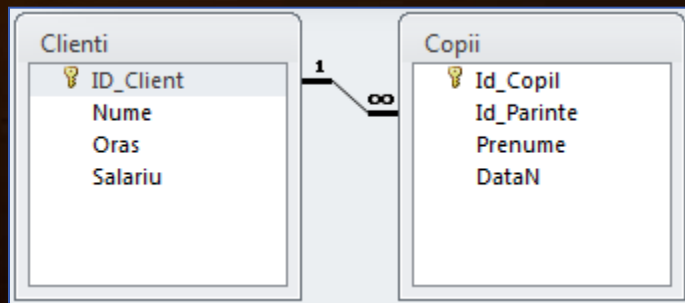 Clienti
ID_Client
Nume
Oras
Salariu
1
∞
Copii
Id_Copil
Id_Parinte
Prenume
DataN